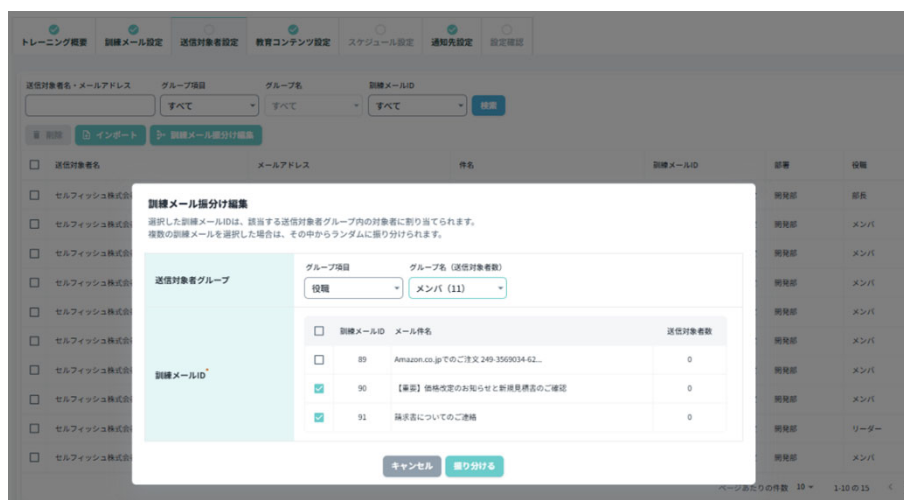 トレーニング概要 訓練メール設定 送信対象者設定 教育コンテンツ設定 スケジュール設定 通知先設定 設定確認
送信対象者名・メールアドレス グループ項目 グループ名 訓練メールID
すべて すべて すべて 検索
削除 インポート 訓練メール振分け編集
送信対象者名 メールアドレス 件名 訓練メールID 部署 役職
セルフィッシュ株式会 開発部 部長
セルフィッシュ株式会 開発部 メンバ
セルフィッシュ株式会 開発部 メンバ
セルフィッシュ株式会 開発部 メンバ
セルフィッシュ株式会 開発部 メンバ
セルフィッシュ株式会 開発部 メンバ
セルフィッシュ株式会 開発部 メンバ
セルフィッシュ株式会 開発部 メンバ
セルフィッシュ株式会 開発部 リーダー
セルフィッシュ株式会 開発部 メンバ
ページあたりの件数 10 1-10 の 15
訓練メール振分け編集
選択した訓練メールIDは、該当する送信対象者グループ内の対象者に割り当てられます。
複数の訓練メールを選択した場合は、その中からランダムに振り分けられます。
送信対象者グループ
グループ項目 グループ名（送信対象者数）
役職 メンバ（11）
訓練メールID*
訓練メールID メール件名 送信対象者数
89 Amazon.co.jpでのご注文 249-3569034-62... 0
90 【重要】価格改定のお知らせと新規見積書のご確認 0
91 請求書についてのご連絡 0
キャンセル 振り分ける